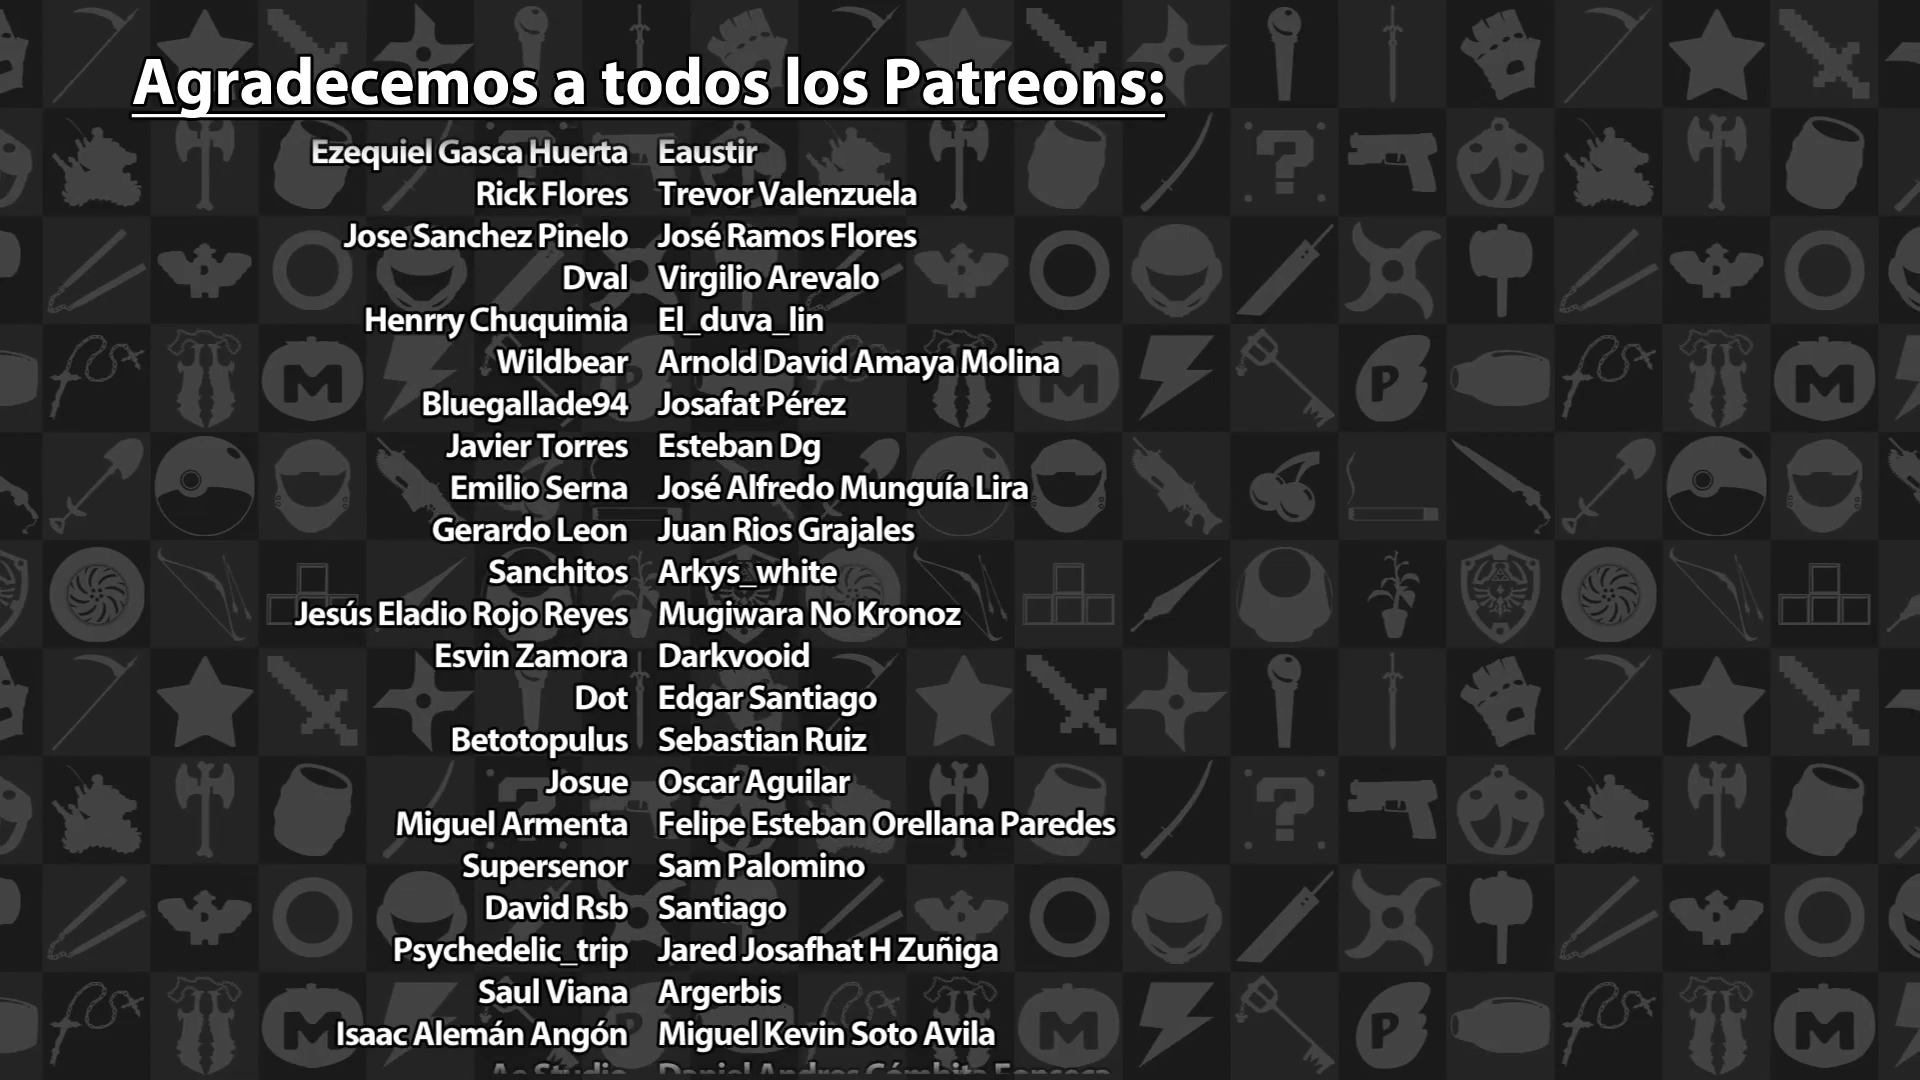 Agradecemos a todos los Patreons:
Ezequiel Gasca Huerta Eaustir
Rick Flores Trevor Valenzuela
Jose Sanchez Pinelo José Ramos Flores
Dval Virgilio Arevalo
Henrry Chuquimia El_duva_lin
Wildbear Arnold David Amaya Molina
Bluegallade94 Josafat Pérez
Javier Torres Esteban Dg
Emilio Serna José Alfredo Munguía Lira
Gerardo Leon Juan Rios Grajales
Sanchitos Arkys_white
Jesús Eladio Rojo Reyes Mugiwara No Kronoz
Esvin Zamora Darkvooid
Dot Edgar Santiago
Betotopulus Sebastian Ruiz
Josue Oscar Aguilar
Miguel Armenta Felipe Esteban Orellana Paredes
Supersenor Sam Palomino
David Rsb Santiago
Psychedelic_trip Jared Josafhat H Zuñiga
Saul Viana Argerbis
Isaac Alemán Angón Miguel Kevin Soto Avila
Studio Daniel Andres Fonseca